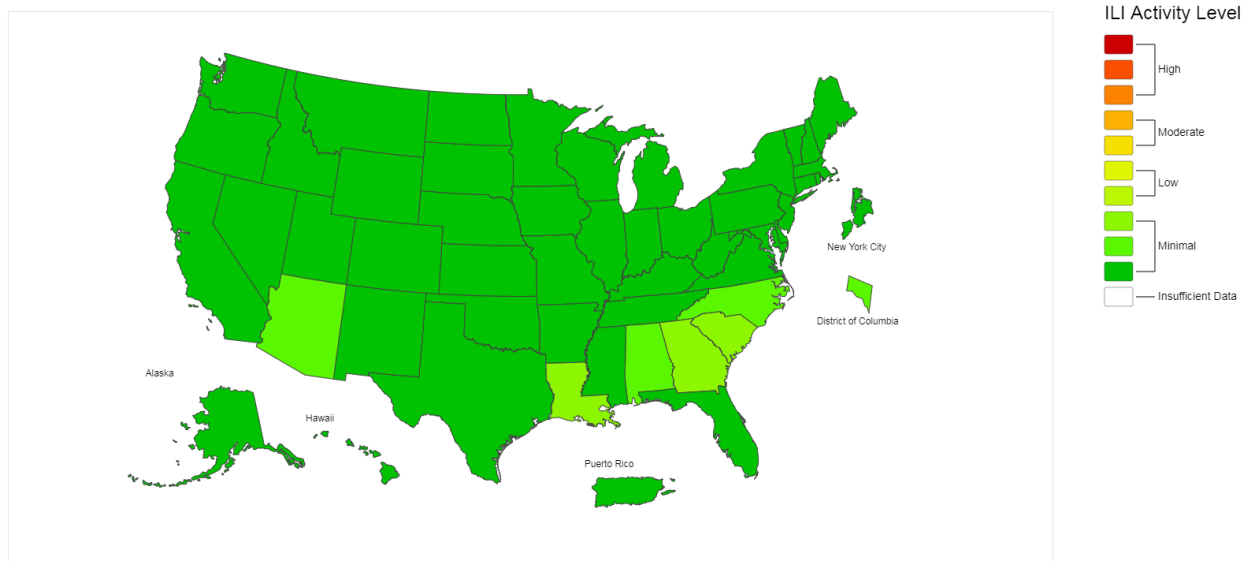 ILI Activity Level
High
Moderate
Low
Minimal
Insufficient Data
New York City
District of Columbia
Alaska
Hawaii
Puerto Rico